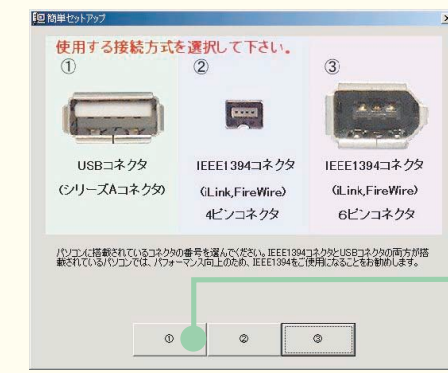 簡単セットアップ
使用する接続方式を選択して下さい。
① ② ③
USBコネクタ IEEE1394コネクタ IEEE1394コネクタ
(シリーズAコネクタ) (iLink,FireWire) (iLink,FireWire)
4ピンコネクタ 6ピンコネクタ
パソコンに搭載されているコネクタの番号を選んでください。IEEE1394コネクタとUSBコネクタの両方が搭
載されているパソコンでは、パフォーマンス向上のため、IEEE1394をご使用になることをお勧めします。
① ② ③